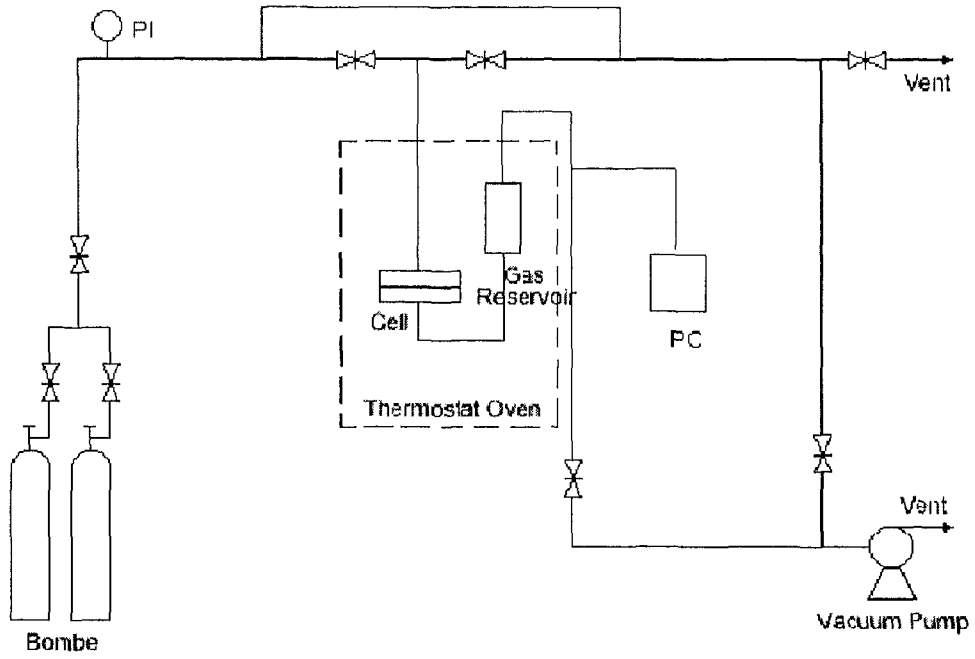 PI
Vent
Gas
Reservoir
Cell
PC
Thermostat Oven
Vent
Vacuum Pump
Bombe